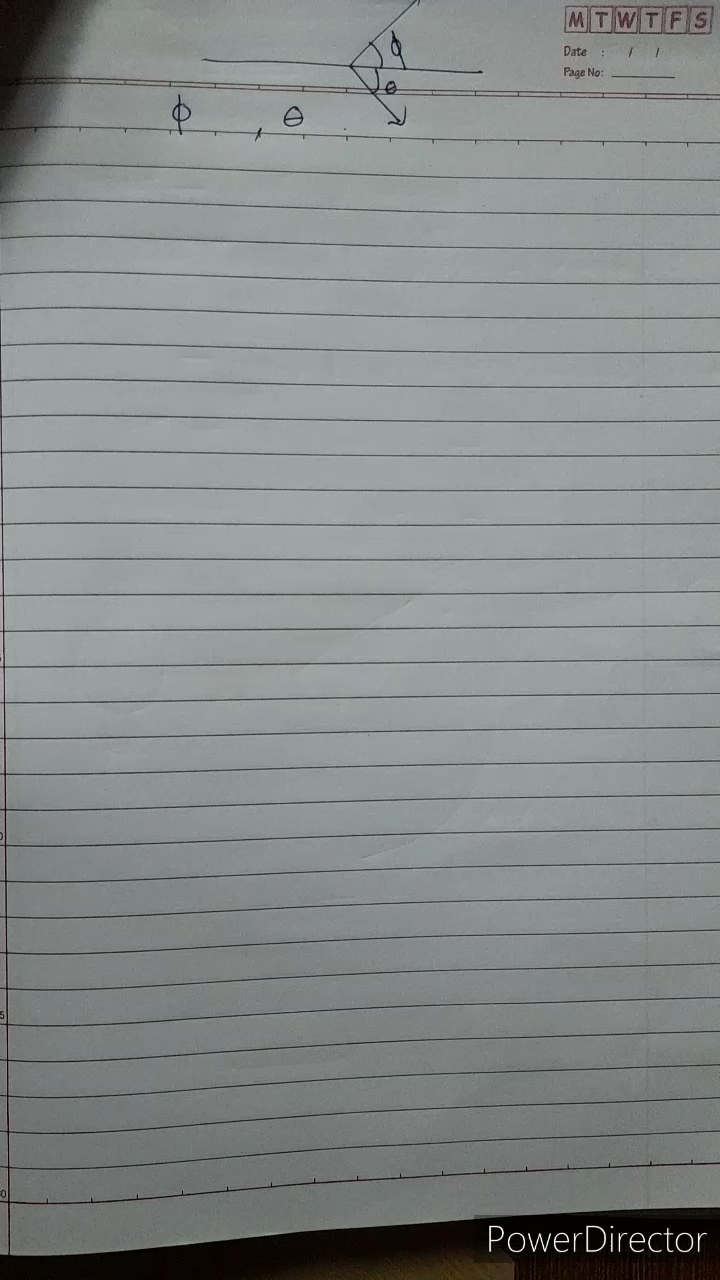 M T W T F S
ϕ
Date : / /
Page No:
θ
ϕ , θ
PowerDirector